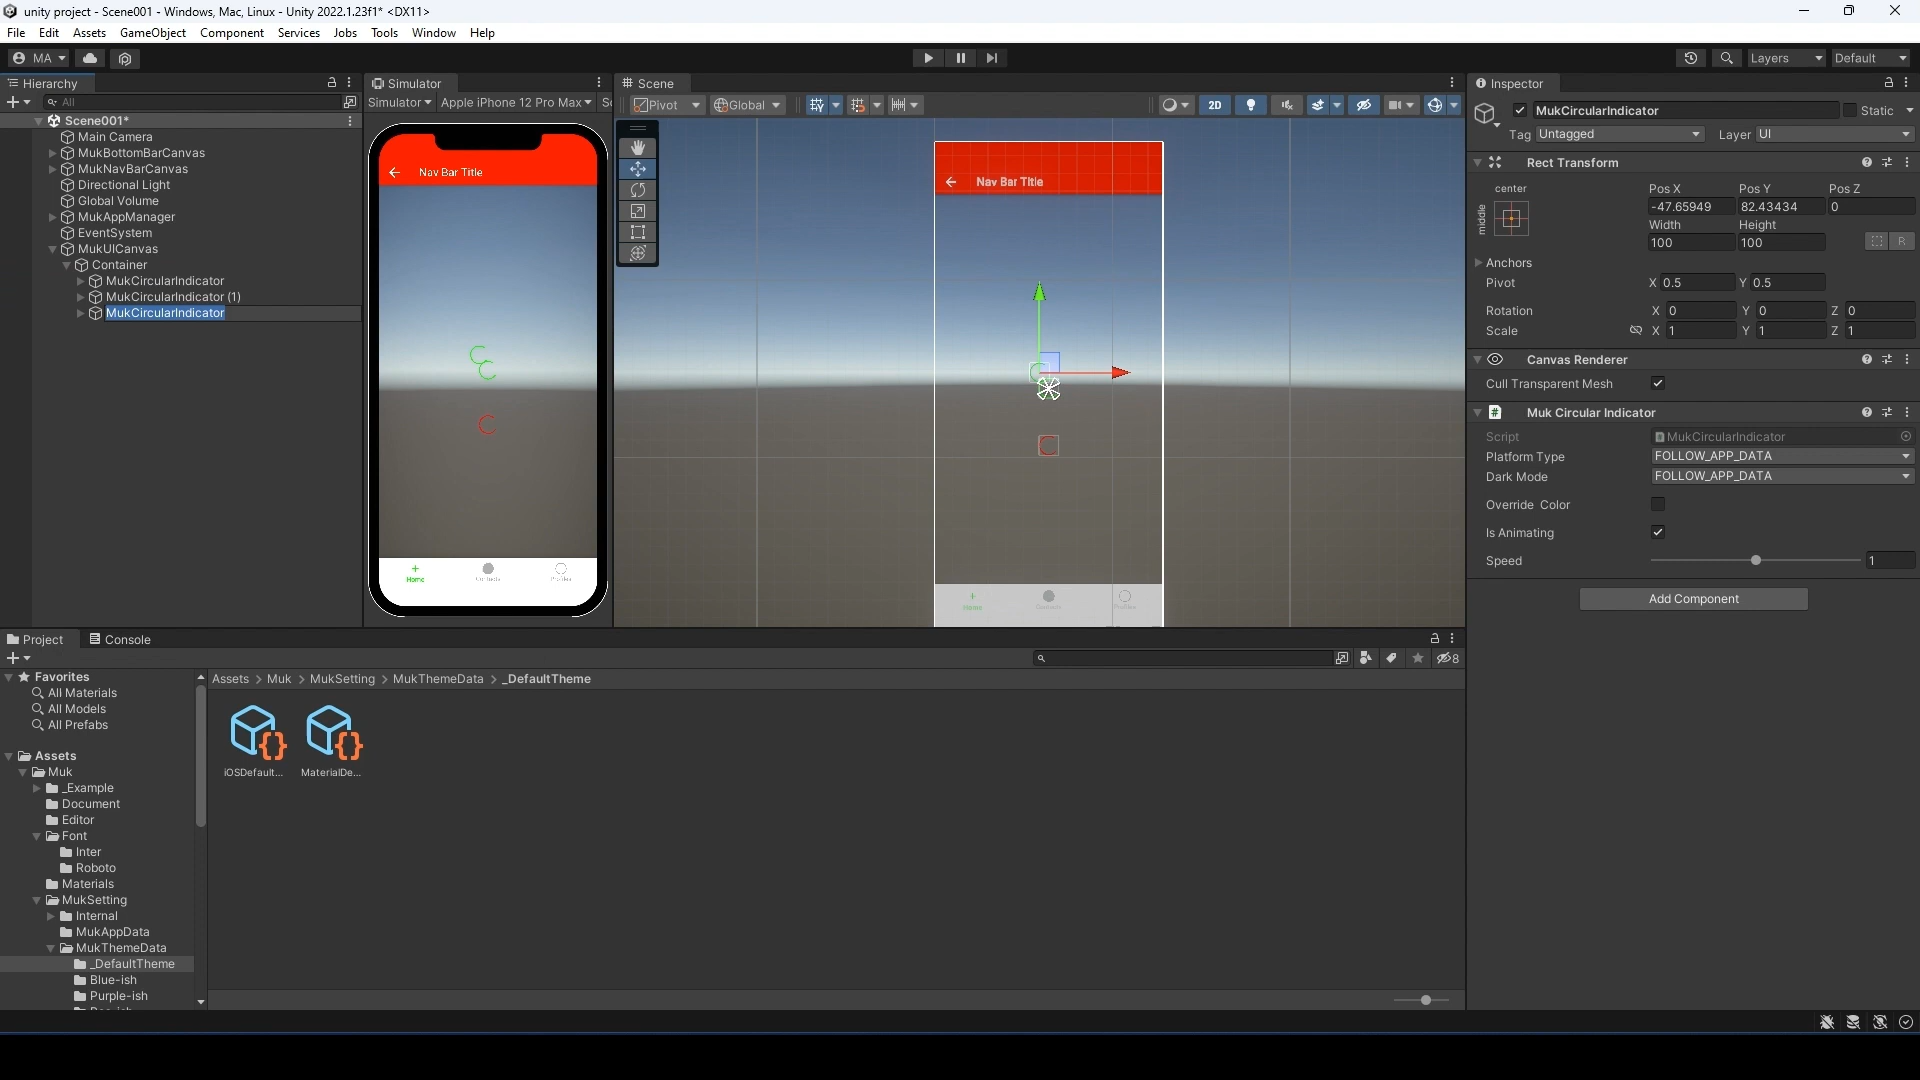 unity project - Scene001 - Windows, Mac, Linux - Unity 2022.1.23f1* <DX11>
File Edit Assets GameObject Component Services Jobs Tools Window Help
MA
Layers
Default
Hierarchy
All
Scene001*
Main Camera
MukBottomBarCanvas
MukNavBarCanvas
Directional Light
Global Volume
MukAppManager
EventSystem
MukUICanvas
Container
MukCircularIndicator
MukCircularIndicator (1)
MukCircularIndicator
Simulator
Simulator Apple iPhone 12 Pro Max
Nav Bar Title
Home
Contacts
Profiles
Scene
Pivot Global 2D
Nav Bar Title
Home
Inspector
MukCircularIndicator Static
Tag Untagged Layer UI
Rect Transform
center
middle
Pos X Pos Y Pos Z
-47.65949 82.43434 0
Width Height
100 100
R
Anchors
Pivot X 0.5 Y 0.5
Rotation X 0 Y 0 Z 0
Scale X 1 Y 1 Z 1
Canvas Renderer
Cull Transparent Mesh
Muk Circular Indicator
Script MukCircularIndicator
Platform Type FOLLOW_APP_DATA
Dark Mode FOLLOW_APP_DATA
Override Color
Is Animating
Speed 1
Add Component
Project Console
8
Favorites
All Materials
All Models
All Prefabs
Assets
Muk
_Example
Document
Editor
Font
Inter
Roboto
Materials
MukSetting
Internal
MukAppData
MukThemeData
_DefaultTheme
Blue-ish
Purple-ish
Assets > Muk > MukSetting > MukThemeData > _DefaultTheme
iOSDefault...
MaterialDe...